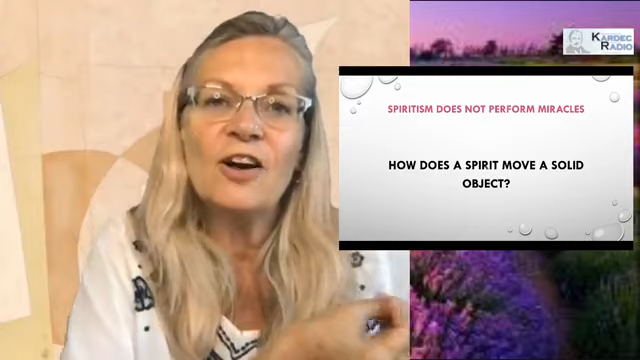 KARDEC
RADIO
SPIRITISM DOES NOT PERFORM MIRACLES
HOW DOES A SPIRIT MOVE A SOLID
OBJECT?